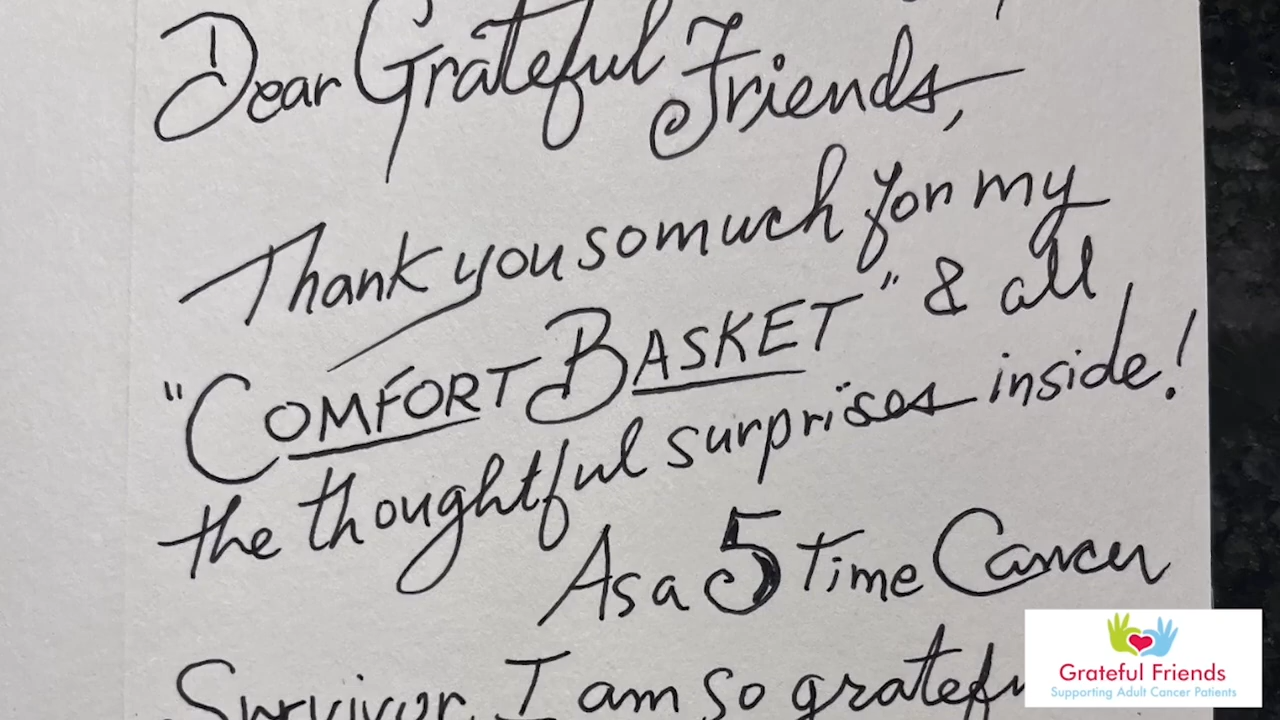 Dear Grateful Friends,
Thank you so much for my
"COMFORT BASKET" & all
the thoughtful surprises inside!
As a 5 Time Cancer
Survivor, I am so
Grateful Friends
Supporting Adult Cancer Patients